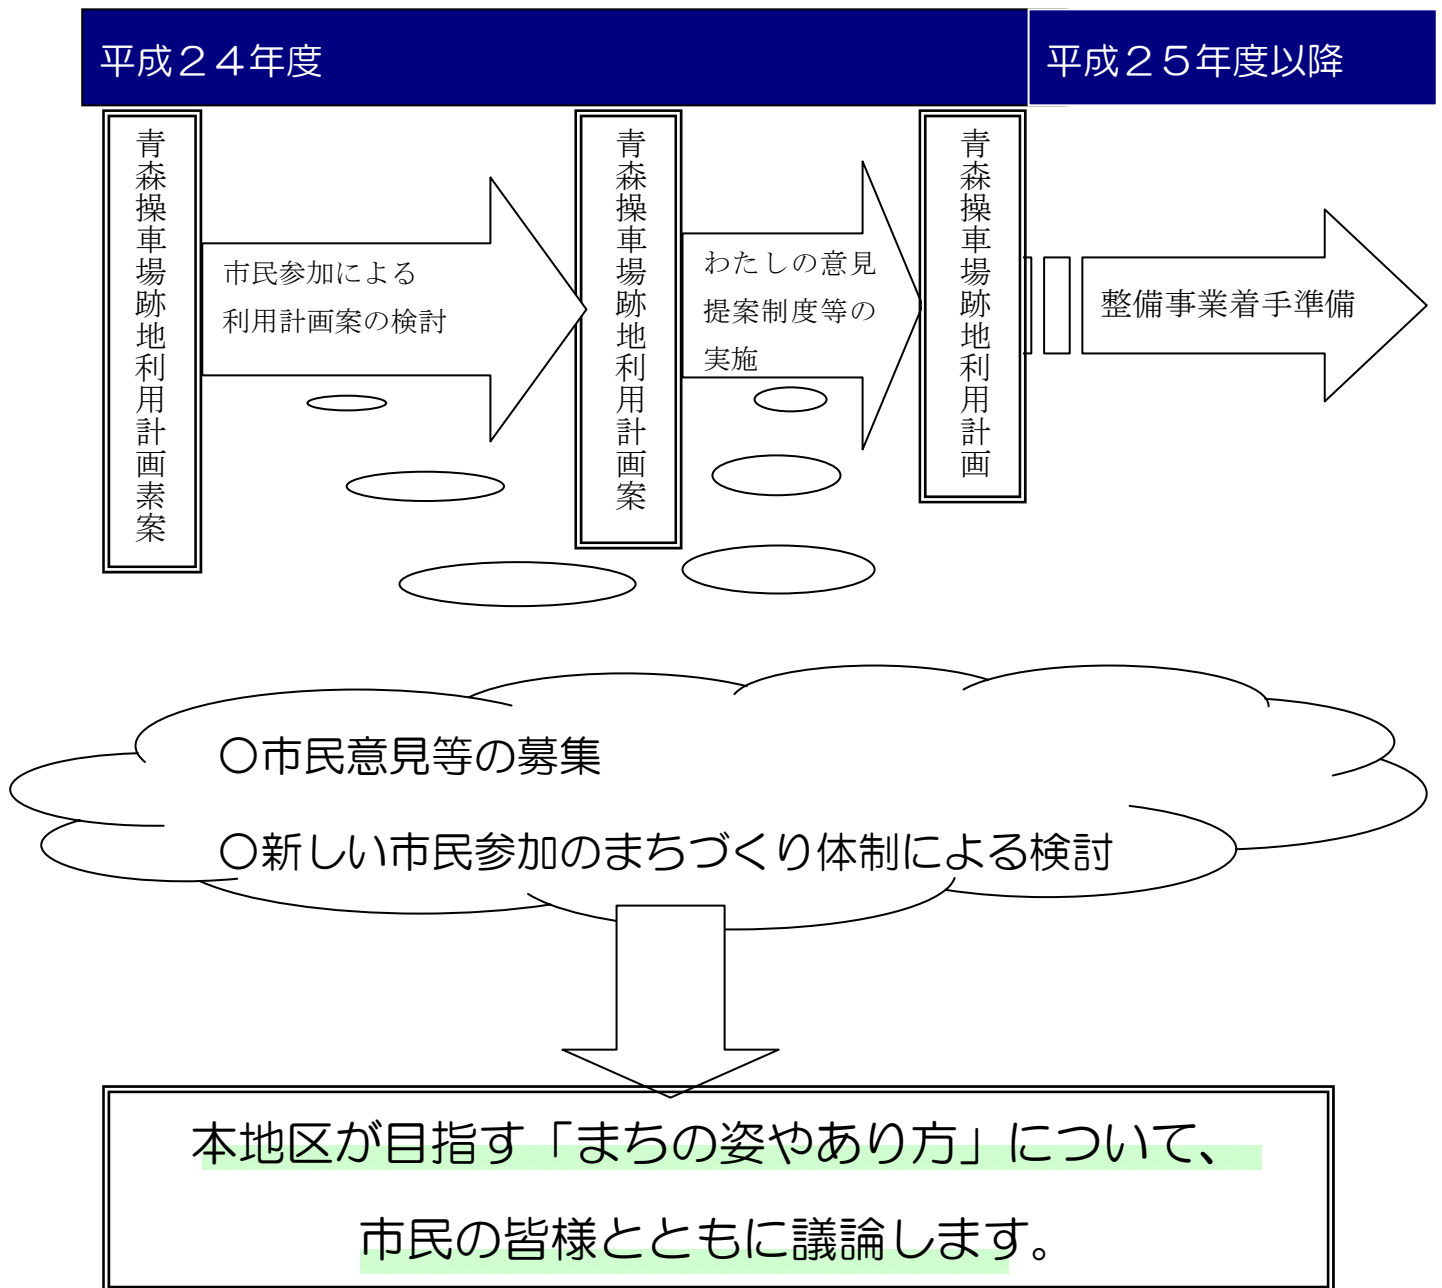 平成２４年度
平成２５年度以降
青森操車場跡地利用計画素案
市民参加による
利用計画案の検討
青森操車場跡地利用計画案
わたしの意見
提案制度等の
実施
青森操車場跡地利用計画
整備事業着手準備
○市民意見等の募集
○新しい市民参加のまちづくり体制による検討
本地区が目指す「まちの姿やあり方」について、
市民の皆様とともに議論します。